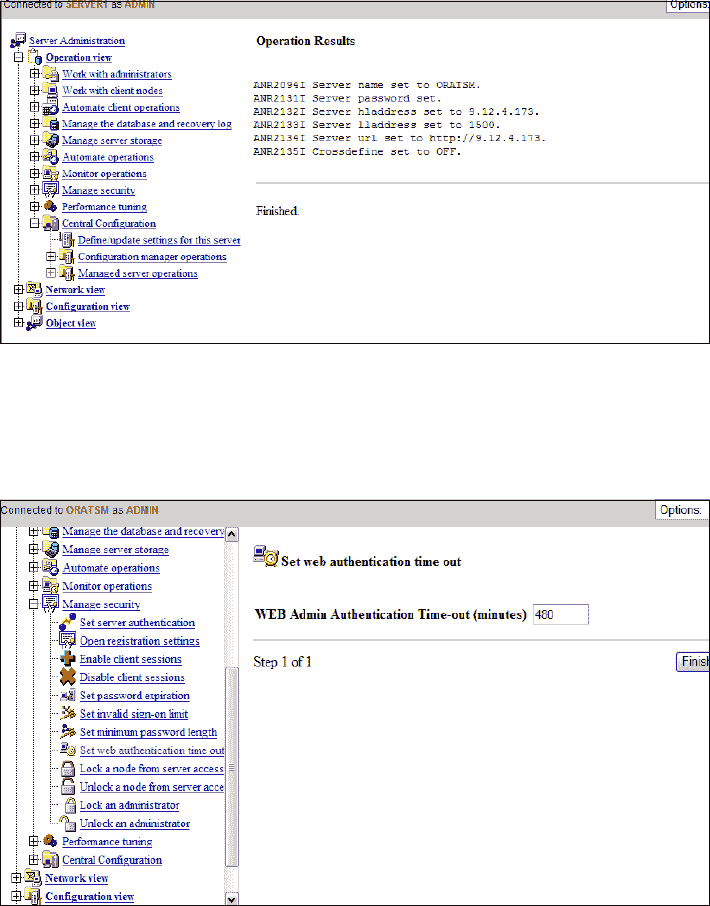 Connected to SERVER1 as ADMIN
Options:
Server Administration
Operation view
Work with administrators
Work with client nodes
Automate client operations
Manage the database and recovery log
Manage server storage
Automate operations
Monitor operations
Manage security
Performance tuning
Central Configuration
Define/update settings for this server
Configuration manager operations
Managed server operations
Network view
Configuration view
Object view
Operation Results
ANR2094I Server name set to ORATSM.
ANR2131I Server password set.
ANR2132I Server hladdress set to 9.12.4.173.
ANR2133I Server lladdress set to 1500.
ANR2134I Server url set to http://9.12.4.173.
ANR2135I Crossdefine set to OFF.
Finished.
Connected to ORATSM as ADMIN
Options:
Manage the database and recovery
Manage server storage
Automate operations
Monitor operations
Manage security
Set server authentication
Open registration settings
Enable client sessions
Disable client sessions
Set password expiration
Set invalid sign-on limit
Set minimum password length
Set web authentication time out
Lock a node from server access
Unlock a node from server acce
Lock an administrator
Unlock an administrator
Performance tuning
Central Configuration
Network view
Configuration view
Set web authentication time out
WEB Admin Authentication Time-out (minutes) 480
Step 1 of 1
Finish